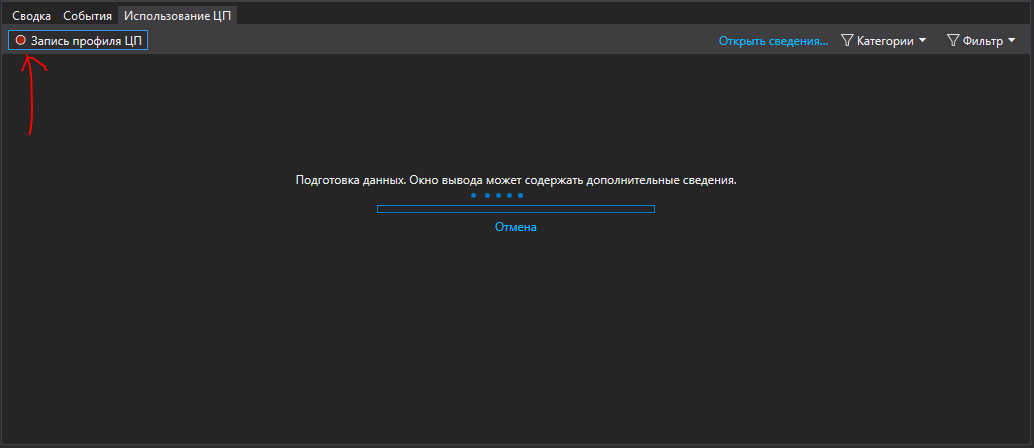 Сводка События Использование ЦП
Запись профиля ЦП Открыть сведения... Категории Фильтр
Подготовка данных. Окно вывода может содержать дополнительные сведения.
Отмена